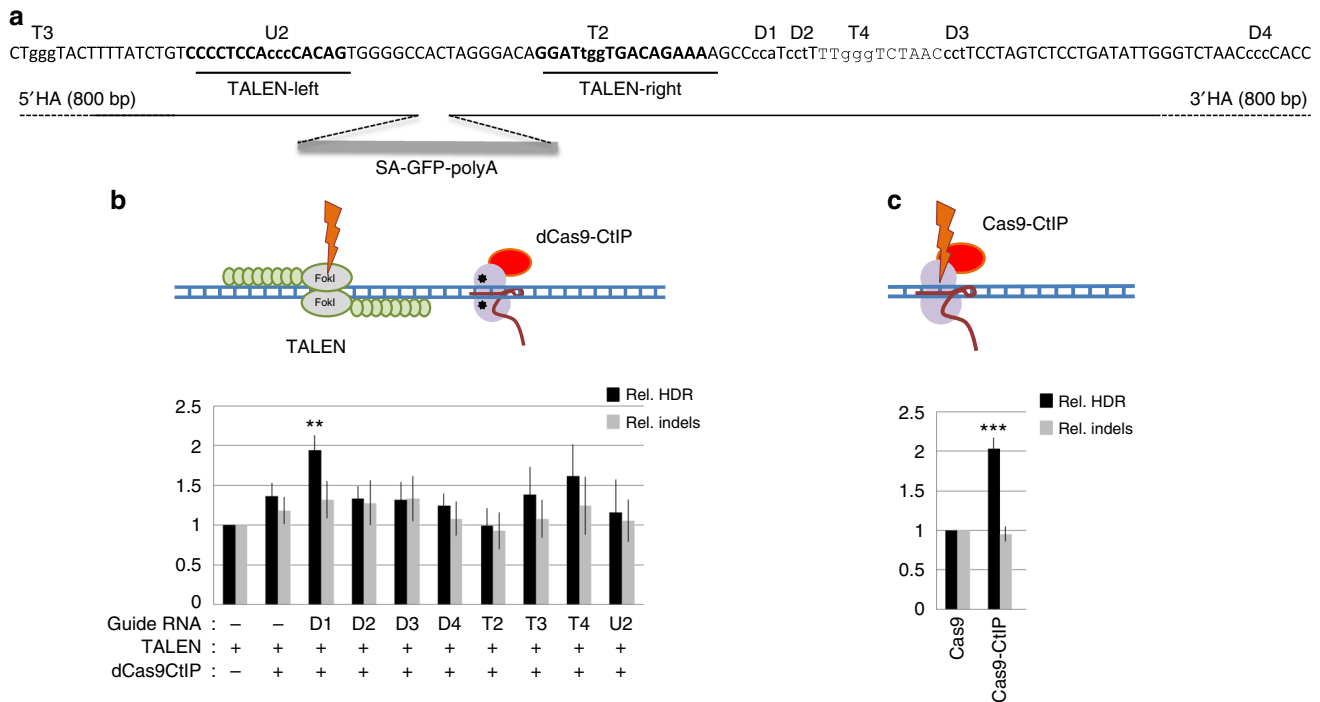 a
T3 U2 T2 D1 D2 T4 D3 D4
CTgggTACTTTTATCTGTCCCCTCCAccccCACAGTGGGGCCACTAGGGACAGGATtggTGACAGAAAAGCCccaTcctTTTgggTCTAACcctTCCTAGTCTCCTGATATTGGGTCTAACccccCACC
TALEN-left TALEN-right
5′HA (800 bp) 3′HA (800 bp)
SA-GFP-polyA
b
dCas9-CtIP
FokI
FokI
TALEN
Rel. HDR
Rel. indels
2.5
**
2
1.5
1
0.5
0
Guide RNA : – – D1 D2 D3 D4 T2 T3 T4 U2
TALEN : + + + + + + + + + +
dCas9CtIP : – + + + + + + + + +
c
Cas9-CtIP
Rel. HDR
Rel. indels
2.5
***
2
1.5
1
0.5
0
Cas9
Cas9-CtIP